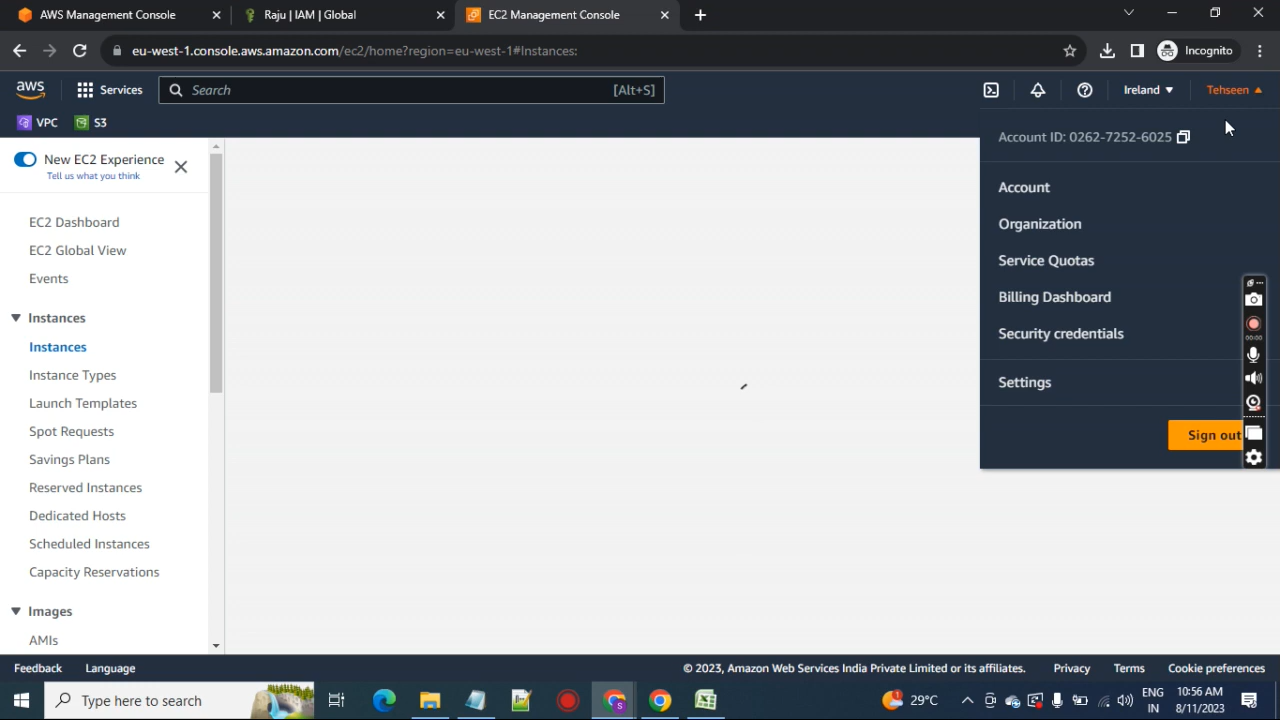 AWS Management Console
Raju | IAM | Global
EC2 Management Console
eu-west-1.console.aws.amazon.com/ec2/home?region=eu-west-1#Instances:
Incognito
aws
Services
Search
[Alt+S]
Ireland
Tehseen
VPC
S3
New EC2 Experience
Tell us what you think
EC2 Dashboard
EC2 Global View
Events
Instances
Instances
Instance Types
Launch Templates
Spot Requests
Savings Plans
Reserved Instances
Dedicated Hosts
Scheduled Instances
Capacity Reservations
Images
AMIs
Account ID: 0262-7252-6025
Account
Organization
Service Quotas
Billing Dashboard
Security credentials
Settings
Sign out
00:00
Feedback
Language
© 2023, Amazon Web Services India Private Limited or its affiliates.
Privacy
Terms
Cookie preferences
Type here to search
29°C
ENG
IN
10:56 AM
8/11/2023